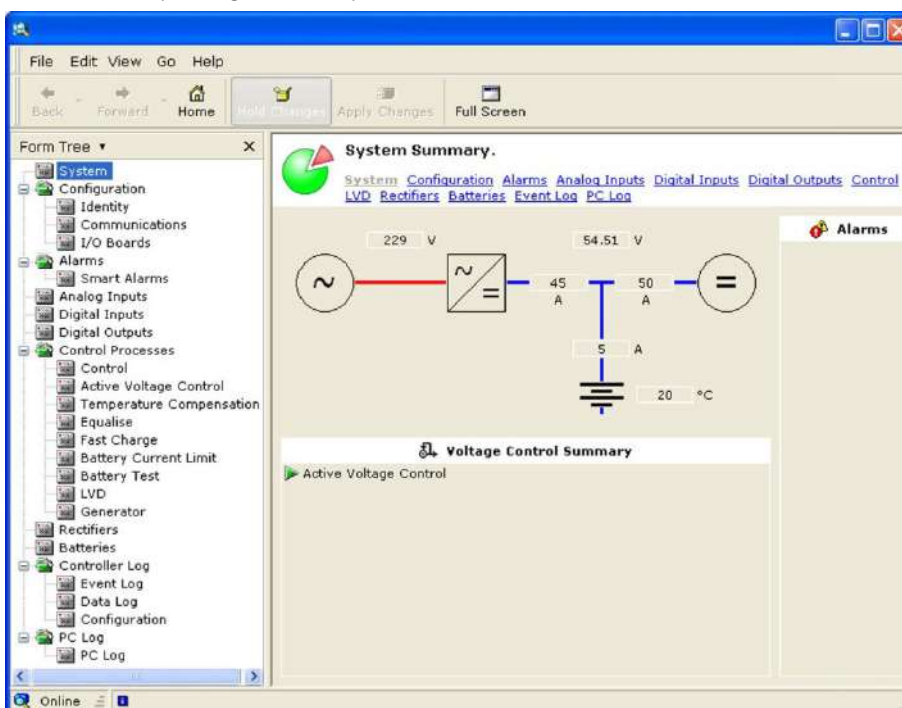 File Edit View Go Help
Back Forward Home Hold Changes Apply Changes Full Screen
Form Tree
System
Configuration
Identity
Communications
I/O Boards
Alarms
Smart Alarms
Analog Inputs
Digital Inputs
Digital Outputs
Control Processes
Control
Active Voltage Control
Temperature Compensation
Equalise
Fast Charge
Battery Current Limit
Battery Test
LVD
Generator
Rectifiers
Batteries
Controller Log
Event Log
Data Log
Configuration
PC Log
PC Log
System Summary.
System Configuration Alarms Analog Inputs Digital Inputs Digital Outputs Control
LVD Rectifiers Batteries Event Log PC Log
229 V 54.51 V
45 50
A A
5 A
20 °C
Alarms
Voltage Control Summary
Active Voltage Control
Online